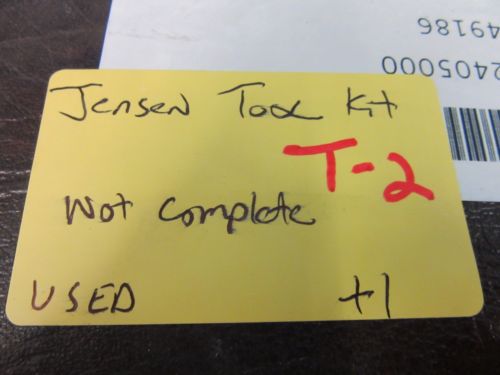 49186
2405000
Jensen Tool Kit
T-2
Not Complete
USED +1